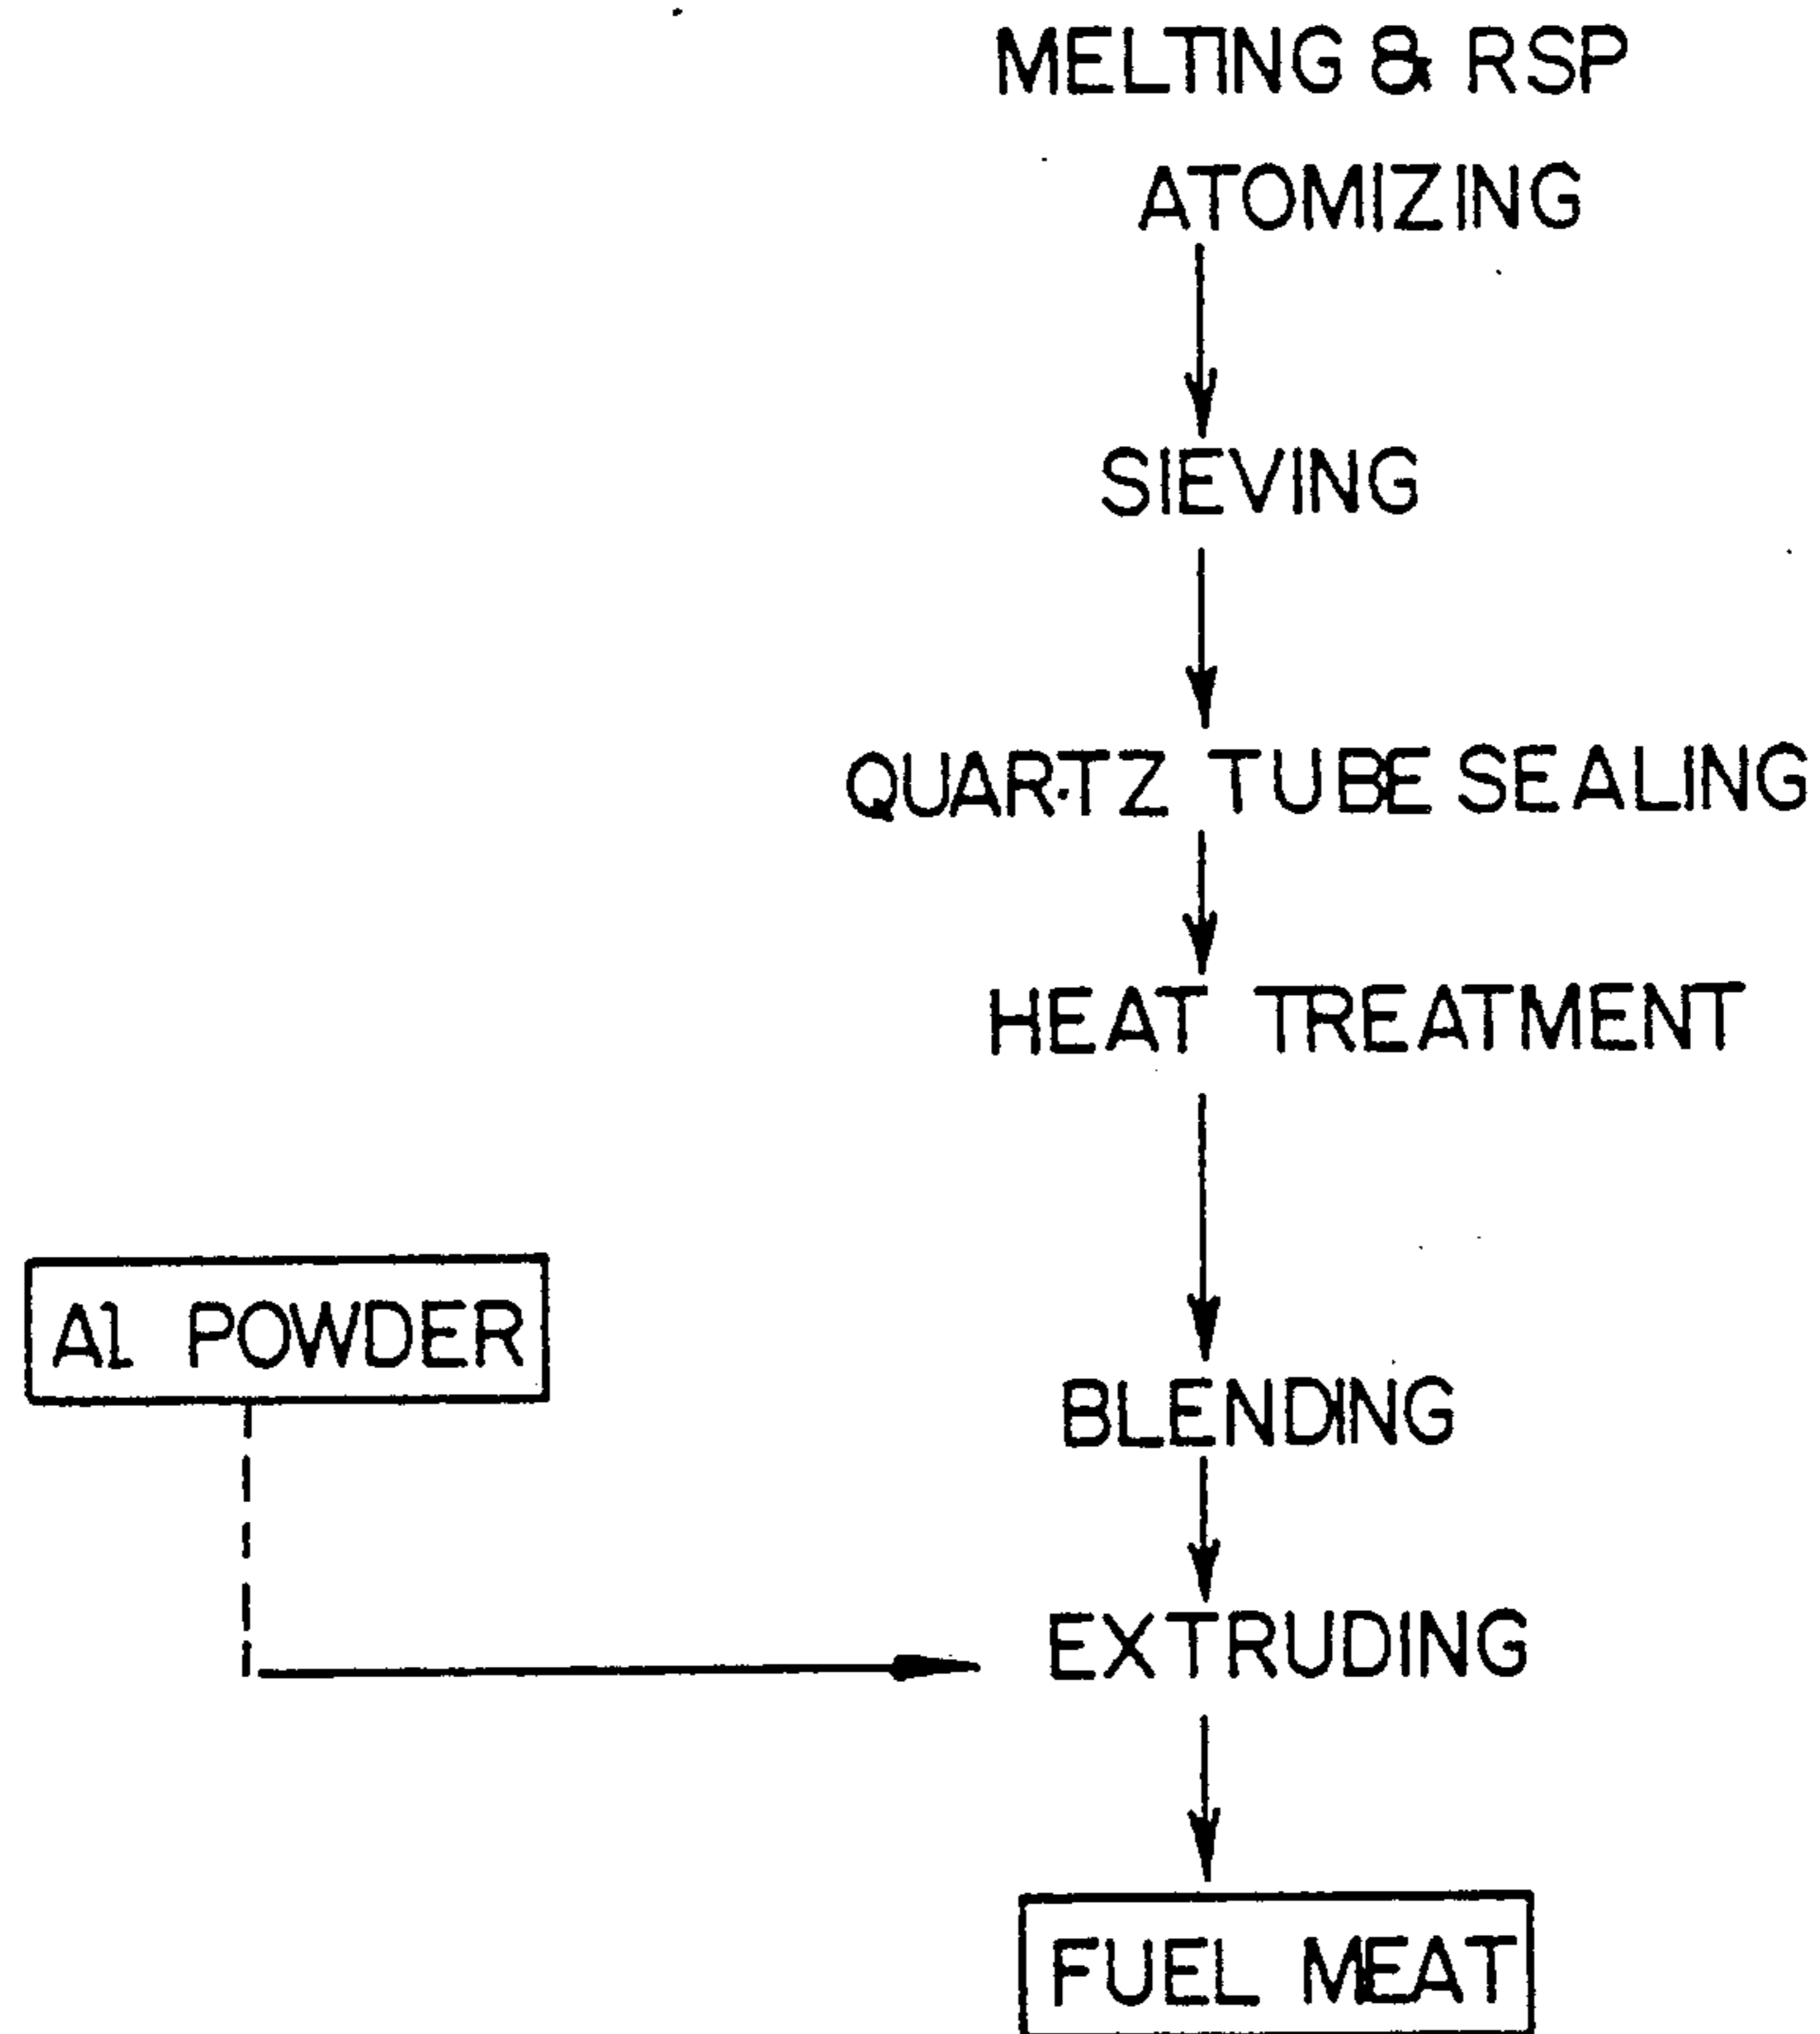 MELTING & RSP
ATOMIZING
SIEVING
QUARTZ TUBE SEALING
HEAT TREATMENT
Al POWDER
BLENDING
EXTRUDING
FUEL MEAT